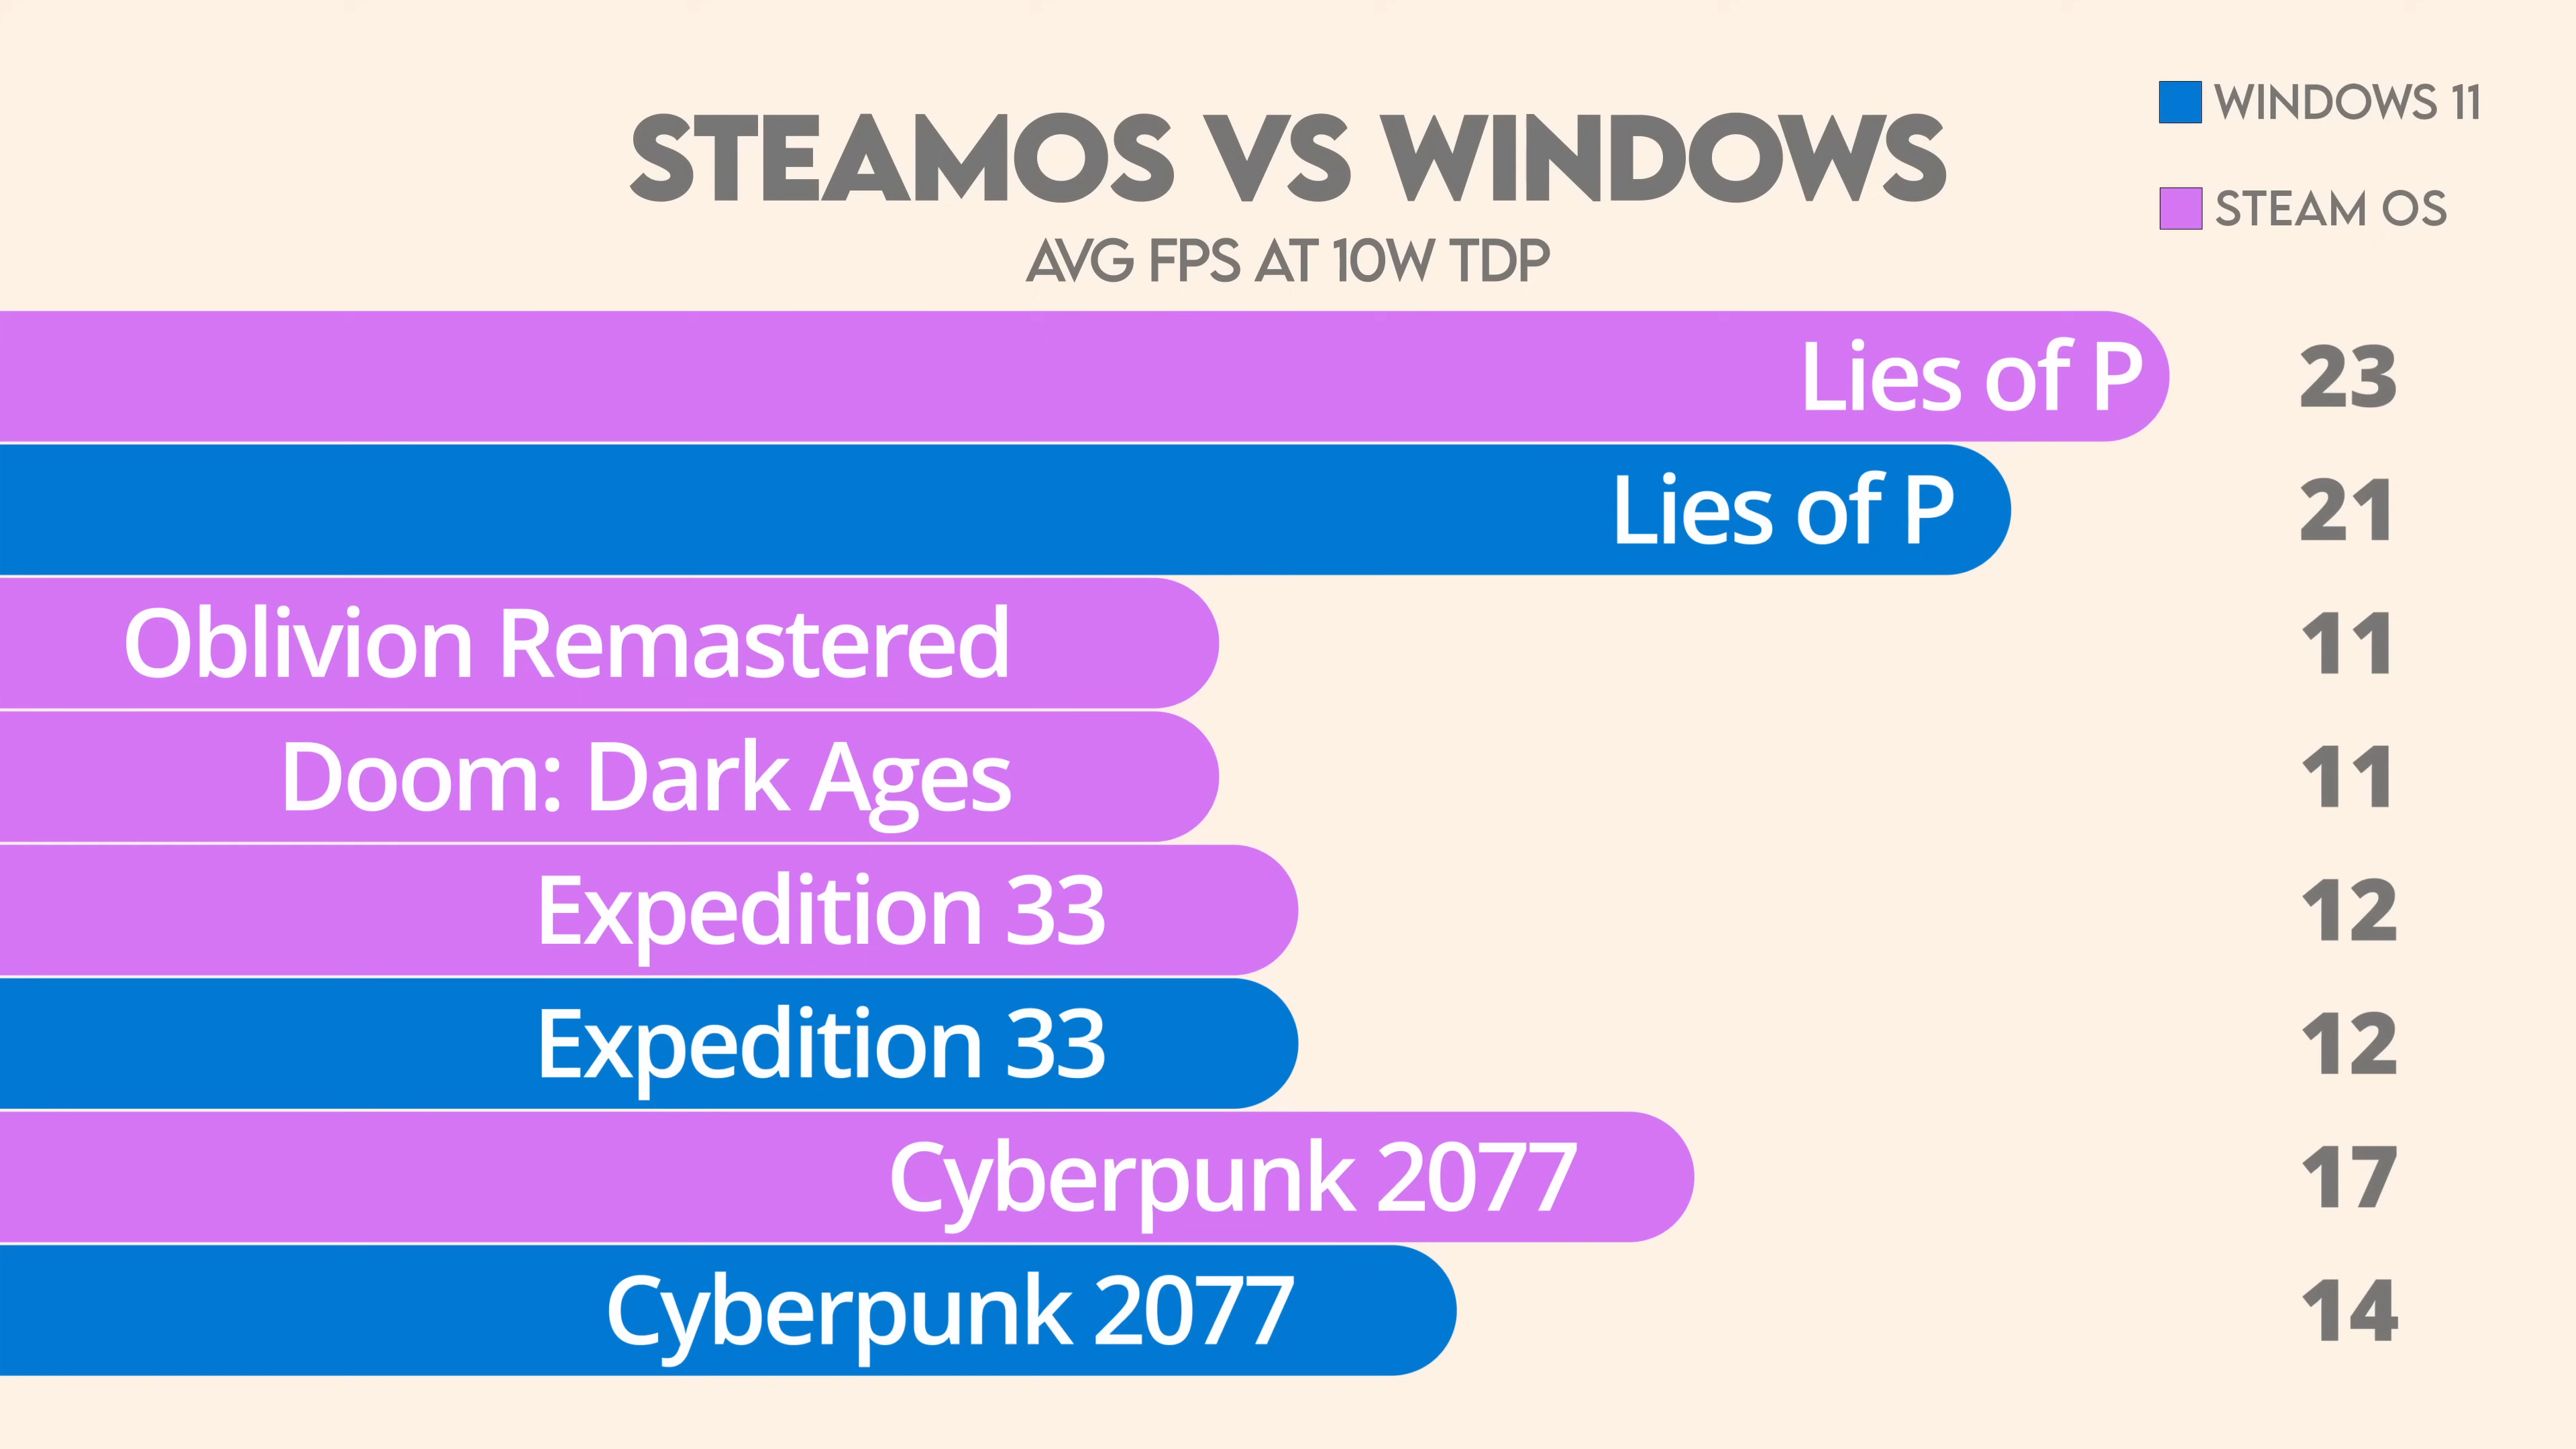 STEAMOS VS WINDOWS
AVG FPS AT 10W TDP
WINDOWS 11
STEAM OS
Lies of P 23
Lies of P 21
Oblivion Remastered 11
Doom: Dark Ages 11
Expedition 33 12
Expedition 33 12
Cyberpunk 2077 17
Cyberpunk 2077 14